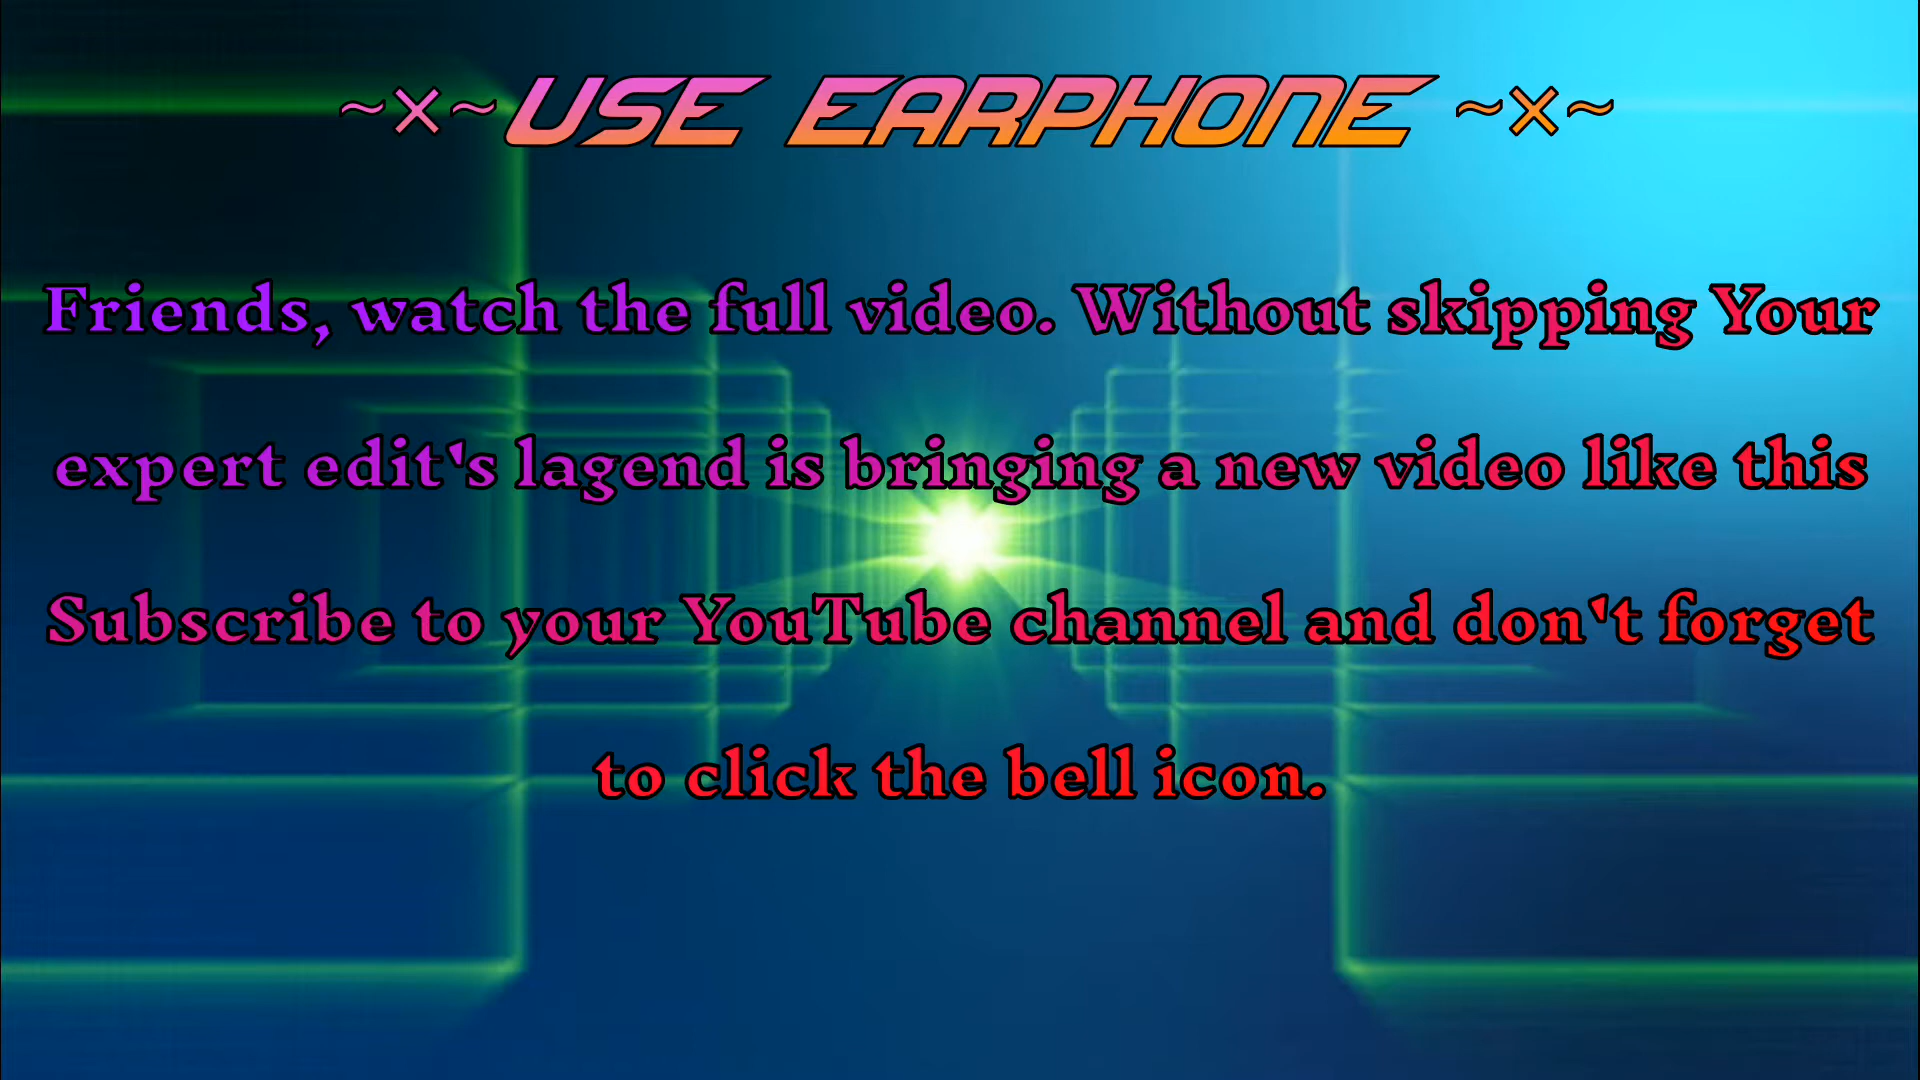 ~×~USE EARPHONE ~×~
Friends, watch the full video. Without skipping Your
expert edit's lagend is bringing a new video like this
Subscribe to your YouTube channel and don't forget
to click the bell icon.